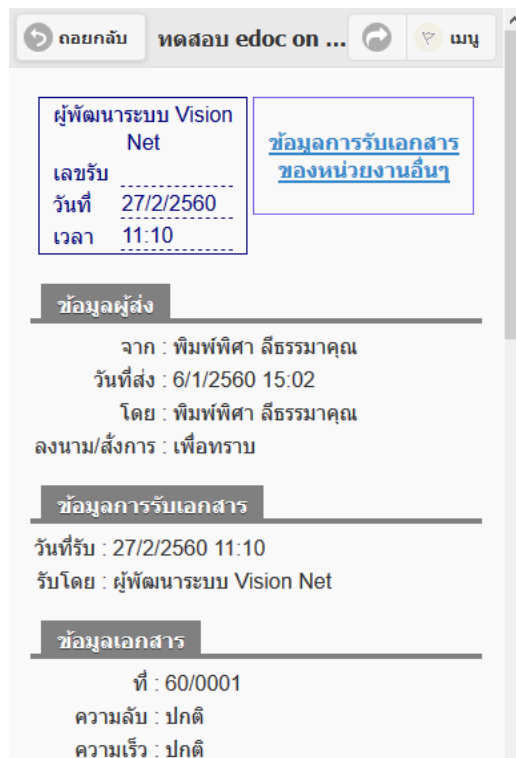 ถอยกลับ ทดสอบ edoc on ... เมนู
ผู้พัฒนาระบบ Vision
Net
เลขรับ
วันที่ 27/2/2560
เวลา 11:10
ข้อมูลการรับเอกสาร
ของหน่วยงานอื่นๆ
ข้อมูลผู้ส่ง
จาก : พิมพ์พิศา ลีธรรมาคุณ
วันที่ส่ง : 6/1/2560 15:02
โดย : พิมพ์พิศา ลีธรรมาคุณ
ลงนาม/สั่งการ : เพื่อทราบ
ข้อมูลการรับเอกสาร
วันที่รับ : 27/2/2560 11:10
รับโดย : ผู้พัฒนาระบบ Vision Net
ข้อมูลเอกสาร
ที่ : 60/0001
ความลับ : ปกติ
ความเร็ว : ปกติ